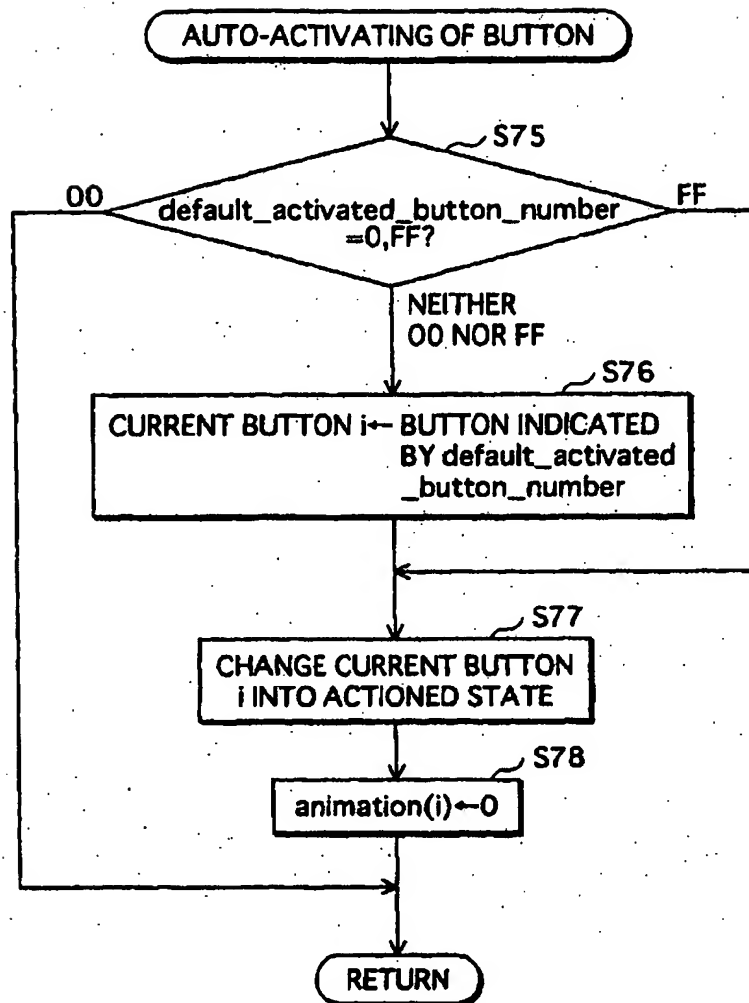 AUTO-ACTIVATING OF BUTTON
S75
00
default_activated_button_number
=0,FF?
FF
NEITHER
00 NOR FF
S76
CURRENT BUTTON i← BUTTON INDICATED
BY default_activated
_button_number
S77
CHANGE CURRENT BUTTON
i INTO ACTIONED STATE
S78
animation(i)←0
RETURN